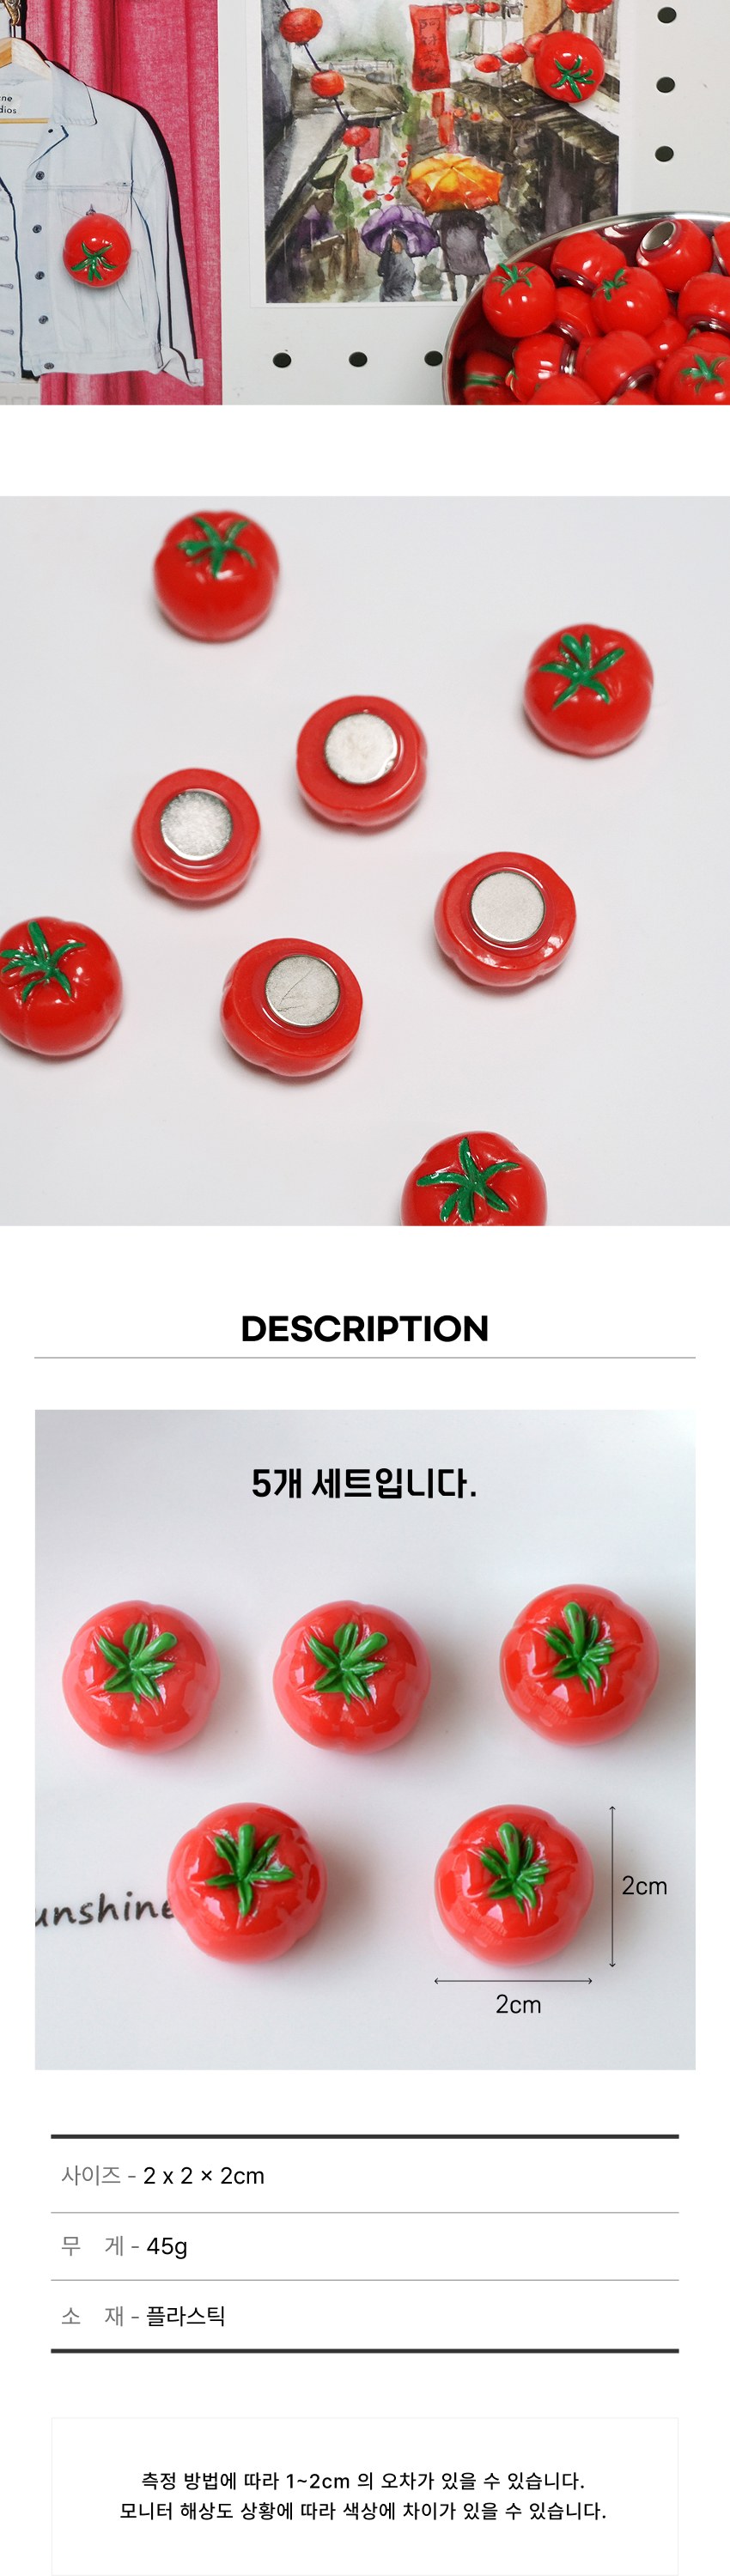 ne
dios
DESCRIPTION
5개 세트입니다.
unshine
2cm
2cm
사이즈 - 2 x 2 × 2cm
무 게 - 45g
소 재 - 플라스틱
측정 방법에 따라 1~2cm 의 오차가 있을 수 있습니다.
모니터 해상도 상황에 따라 색상에 차이가 있을 수 있습니다.